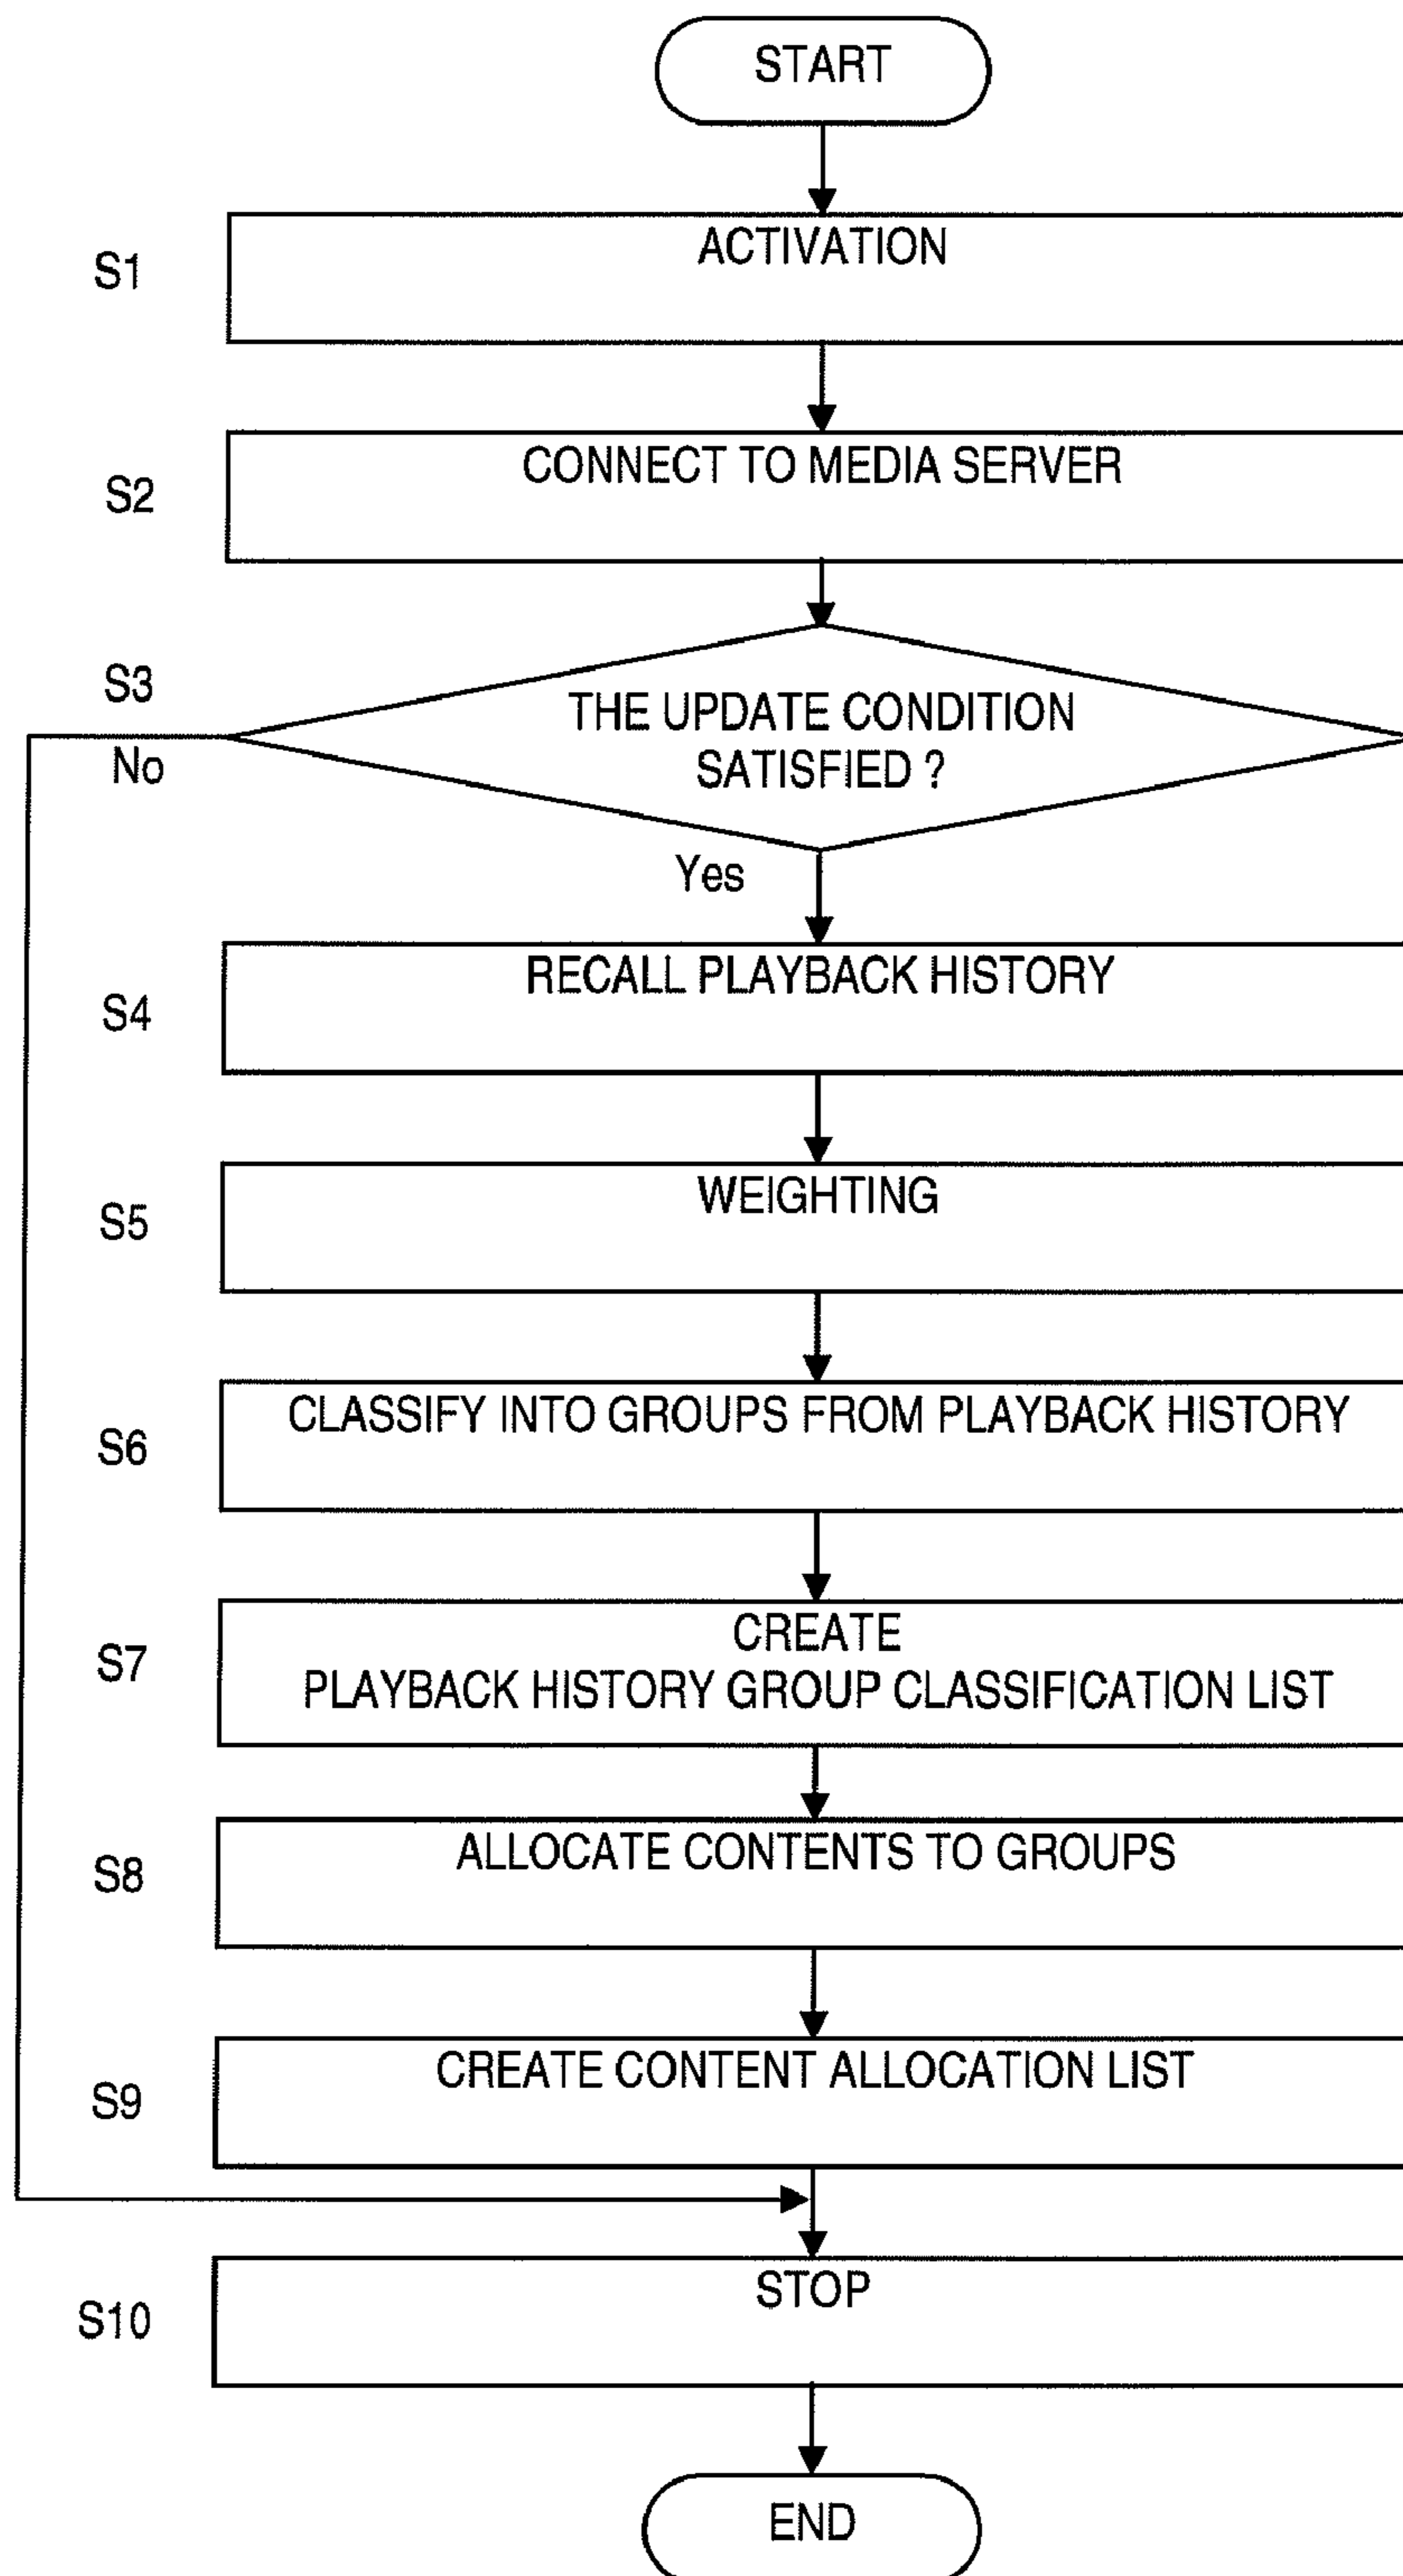 START
S1
ACTIVATION
S2
CONNECT TO MEDIA SERVER
S3
THE UPDATE CONDITION
SATISFIED ?
No
Yes
S4
RECALL PLAYBACK HISTORY
S5
WEIGHTING
S6
CLASSIFY INTO GROUPS FROM PLAYBACK HISTORY
S7
CREATE
PLAYBACK HISTORY GROUP CLASSIFICATION LIST
S8
ALLOCATE CONTENTS TO GROUPS
S9
CREATE CONTENT ALLOCATION LIST
S10
STOP
END